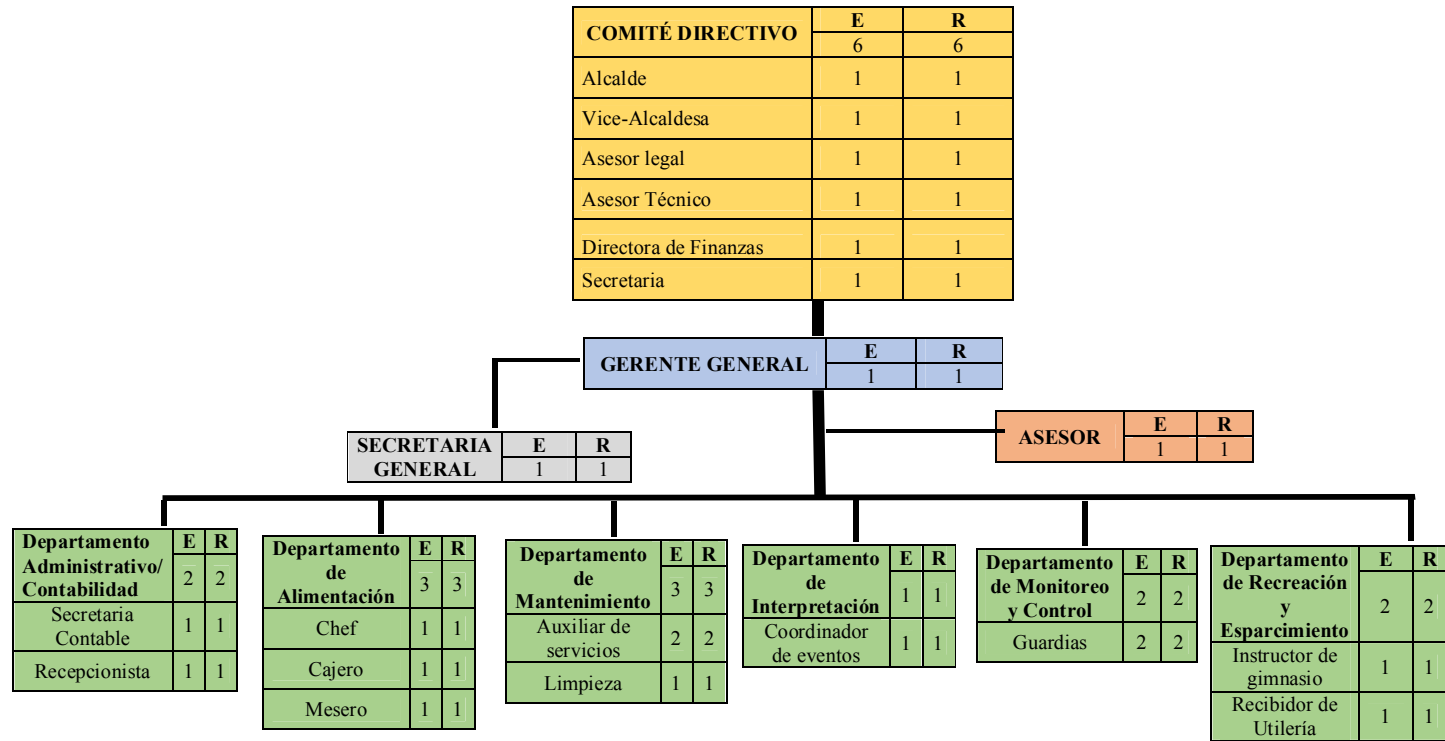 COMITÉ DIRECTIVO E R
6 6
Alcalde 1 1
Vice-Alcaldesa 1 1
Asesor legal 1 1
Asesor Técnico 1 1
Directora de Finanzas 1 1
Secretaria 1 1
GERENTE GENERAL E R
1 1
ASESOR E R
1 1
SECRETARIA E R
GENERAL 1 1
Departamento E R
Administrativo/
Contabilidad 2 2
Secretaria
Contable 1 1
Recepcionista 1 1
Departamento E R
de
Alimentación 3 3
Chef 1 1
Cajero 1 1
Mesero 1 1
Departamento E R
de
Mantenimiento 3 3
Auxiliar de
servicios 2 2
Limpieza 1 1
Departamento E R
de
Interpretación 1 1
Coordinador
de eventos 1 1
Departamento E R
de Monitoreo
y Control 2 2
Guardias 2 2
Departamento E R
de Recreación
y
Esparcimiento 2 2
Instructor de
gimnasio 1 1
Recibidor de
Utilería 1 1